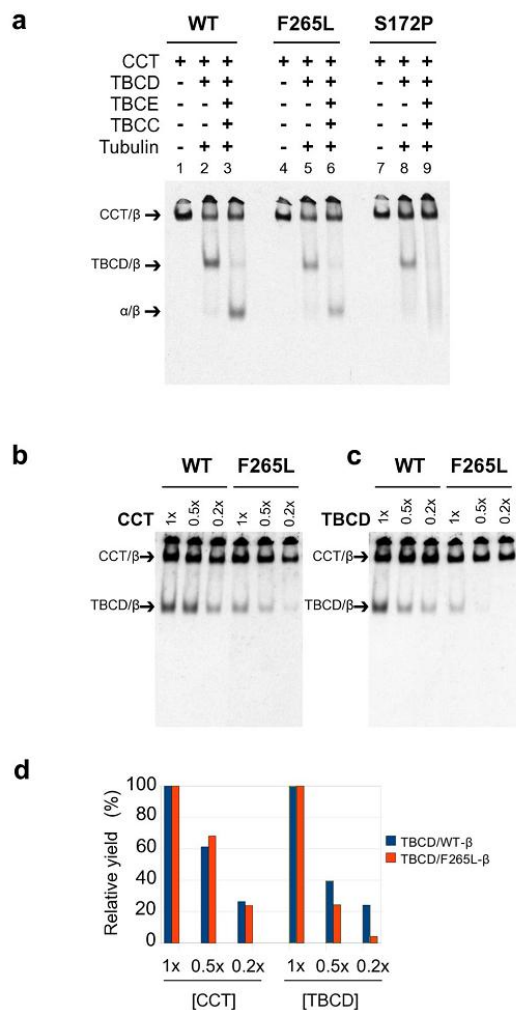 a
WT F265L S172P
CCT + + + + + + + + +
TBCD - + + - + + - + +
TBCE - - + - - + - - +
TBCC - - + - - + - - +
Tubulin - + + - + + - + +
1 2 3 4 5 6 7 8 9
CCT/β
TBCD/β
α/β
b
WT F265L
CCT 1x 0.5x 0.2x 1x 0.5x 0.2x
CCT/β
TBCD/β
c
WT F265L
TBCD 1x 0.5x 0.2x 1x 0.5x 0.2x
CCT/β
TBCD/β
d
Relative yield (%)
100
80
60
40
20
0
1x 0.5x 0.2x 1x 0.5x 0.2x
[CCT] [TBCD]
TBCD/WT-β
TBCD/F265L-β